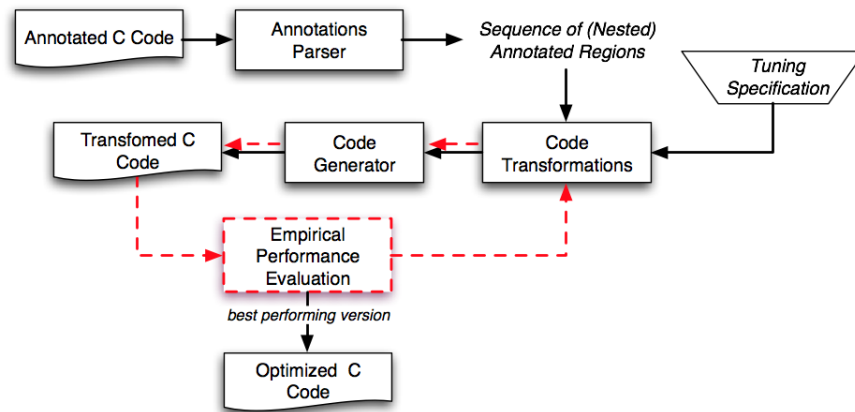 Annotated C Code
Annotations
Parser
Sequence of (Nested)
Annotated Regions
Tuning
Specification
Transfomed C
Code
Code
Generator
Code
Transformations
Empirical
Performance
Evaluation
best performing version
Optimized C
Code